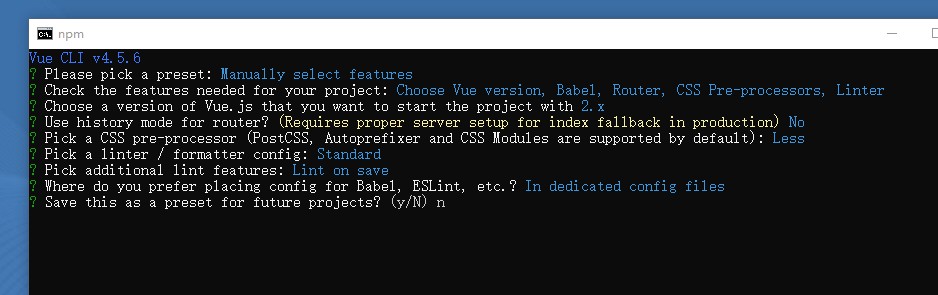 npm
Vue CLI v4.5.6
? Please pick a preset: Manually select features
? Check the features needed for your project: Choose Vue version, Babel, Router, CSS Pre-processors, Linter
? Choose a version of Vue.js that you want to start the project with 2.x
? Use history mode for router? (Requires proper server setup for index fallback in production) No
? Pick a CSS pre-processor (PostCSS, Autoprefixer and CSS Modules are supported by default): Less
? Pick a linter / formatter config: Standard
? Pick additional lint features: Lint on save
? Where do you prefer placing config for Babel, ESLint, etc.? In dedicated config files
? Save this as a preset for future projects? (y/N) n